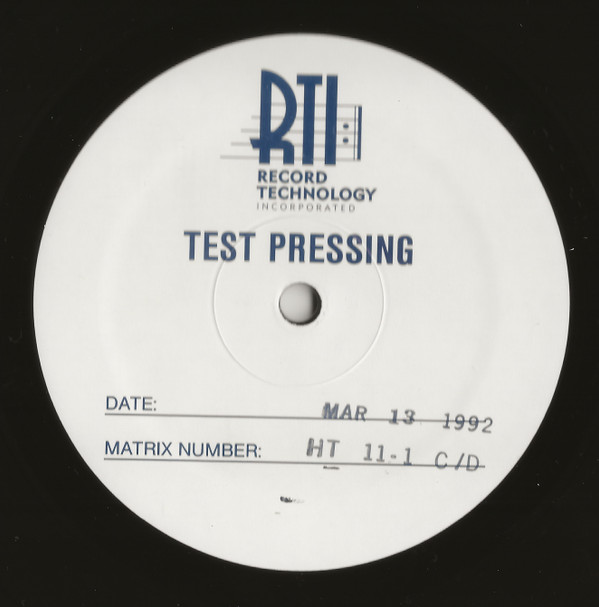 RTI
RECORD
TECHNOLOGY
INCORPORATED
TEST PRESSING
DATE: MAR 13 1992
MATRIX NUMBER: HT 11-1 C/D